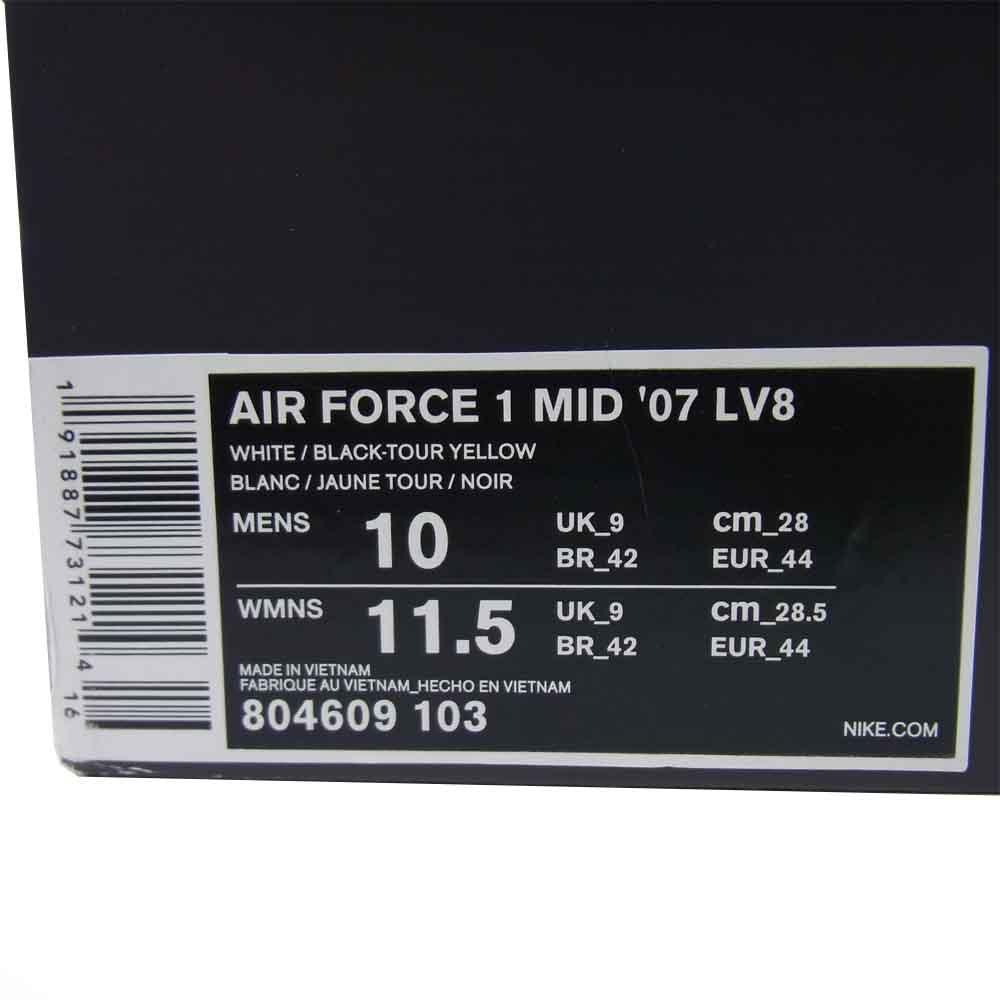 1 91887 73121 4 16
AIR FORCE 1 MID '07 LV8
WHITE / BLACK-TOUR YELLOW
BLANC / JAUNE TOUR / NOIR
MENS 10 UK_9 cm_28
BR_42 EUR_44
WMNS 11.5 UK_9 cm_28.5
BR_42 EUR_44
MADE IN VIETNAM
FABRIQUE AU VIETNAM_HECHO EN VIETNAM
804609 103
NIKE.COM